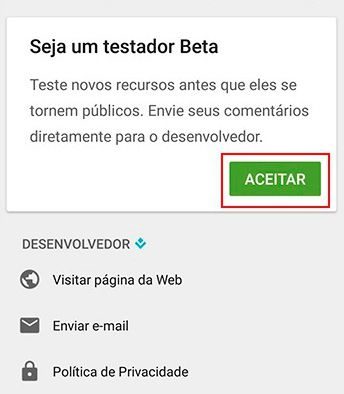 Seja um testador Beta
Teste novos recursos antes que eles se
tornem públicos. Envie seus comentários
diretamente para o desenvolvedor.
ACEITAR
DESENVOLVEDOR
Visitar página da Web
Enviar e-mail
Política de Privacidade